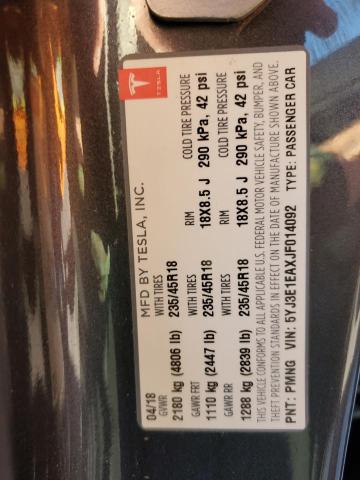 TESLA
MFD BY TESLA, INC.
04/18
GVWR WITH TIRES RIM COLD TIRE PRESSURE
2180 kg (4806 lb) 235/45R18 18X8.5 J 290 kPa, 42 psi
GAWR FRT WITH TIRES RIM COLD TIRE PRESSURE
1110 kg (2447 lb) 235/45R18 18X8.5 J 290 kPa, 42 psi
GAWR RR
1288 kg (2839 lb) 235/45R18
THIS VEHICLE CONFORMS TO ALL APPLICABLE U.S. FEDERAL MOTOR VEHICLE SAFETY, BUMPER, AND
THEFT PREVENTION STANDARDS IN EFFECT ON THE DATE OF MANUFACTURE SHOWN ABOVE.
PNT: PMNG VIN: 5YJ3E1EAXJF014092 TYPE: PASSENGER CAR